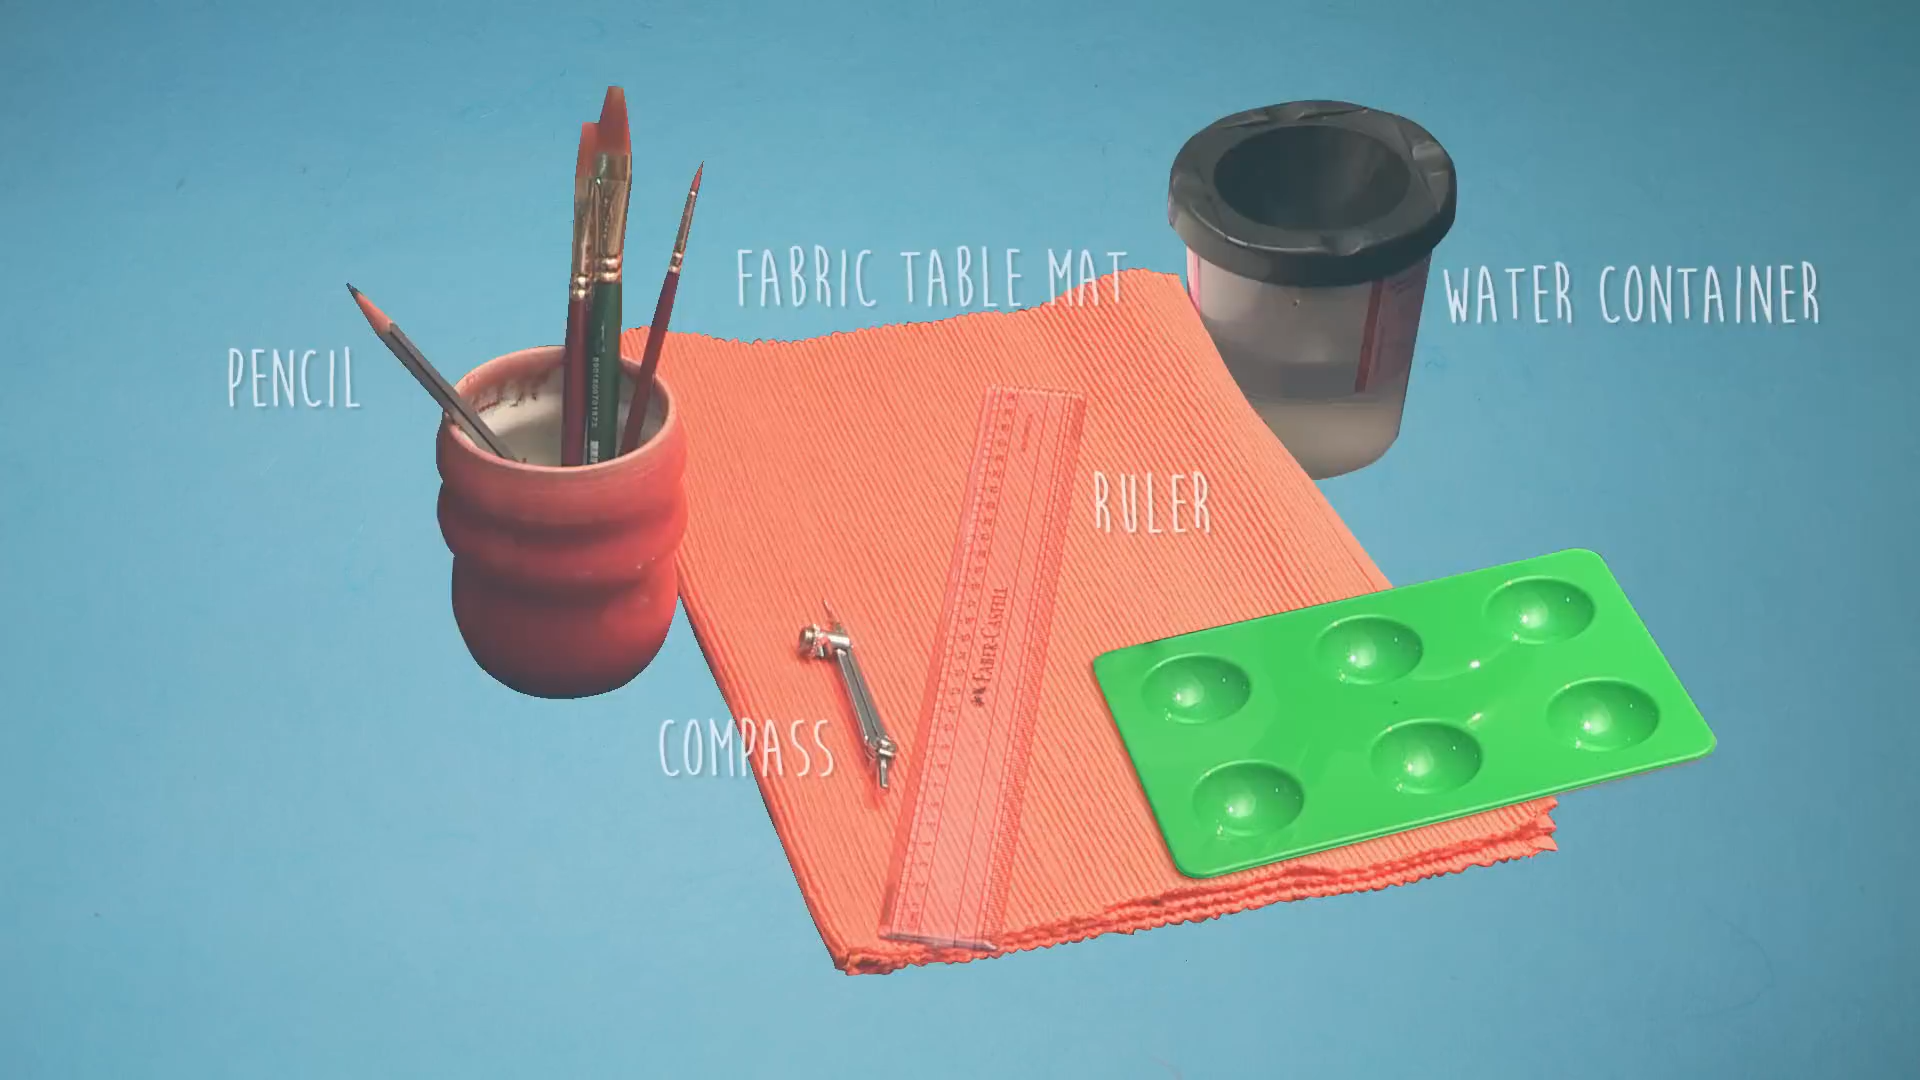 FABRIC TABLE MAT
WATER CONTAINER
PENCIL
RULER
FABER-CASTELL
COMPASS